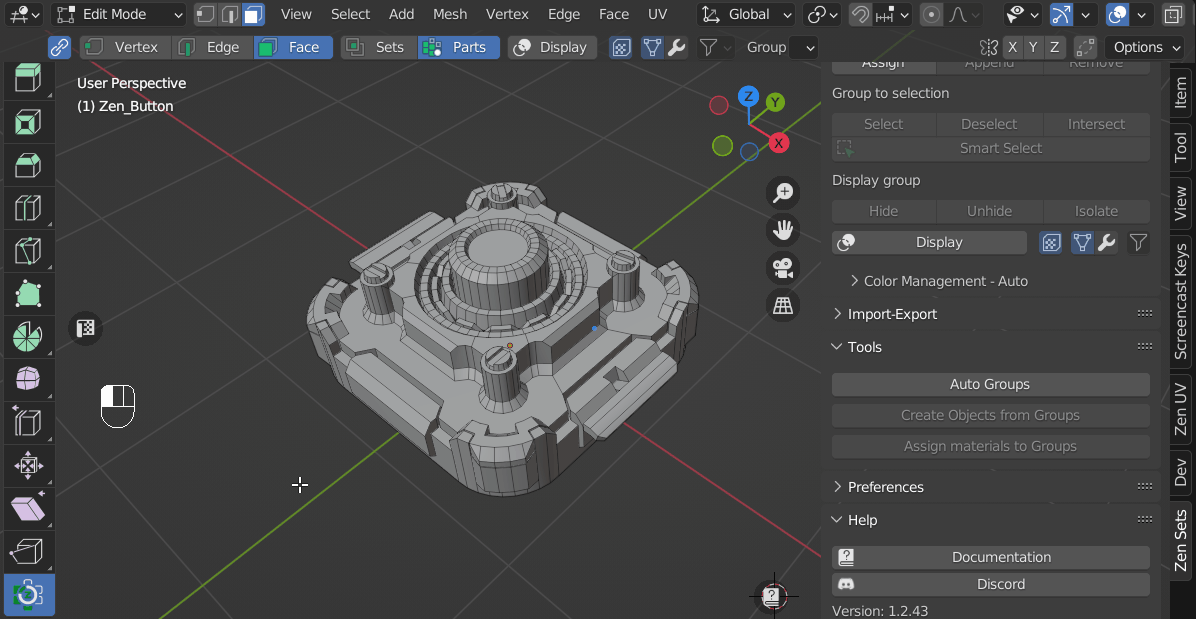 Edit Mode View Select Add Mesh Vertex Edge Face UV Global
Vertex Edge Face Sets Parts Display Group X Y Z Options
User Perspective
(1) Zen_Button
Z
Y
X
Assign Append Remove
Group to selection
Select Deselect Intersect
Smart Select
Display group
Hide Unhide Isolate
Display
Color Management - Auto
Import-Export
Tools
Auto Groups
Create Objects from Groups
Assign materials to Groups
Preferences
Help
Documentation
Discord
Version: 1.2.43
Item
Tool
View
Screencast Keys
Zen UV
Dev
Zen Sets